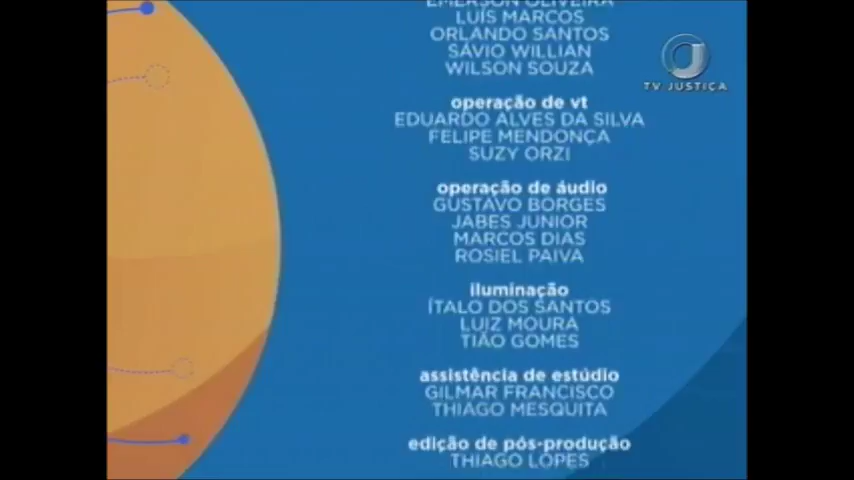 EMERSON OLIVEIRA
LUÍS MARCOS
ORLANDO SANTOS
SÁVIO WILLIAN
WILSON SOUZA
TV JUSTIÇA
operação de vt
EDUARDO ALVES DA SILVA
FELIPE MENDONÇA
SUZY ORZI
operação de áudio
GUSTAVO BORGES
JABES JUNIOR
MARCOS DIAS
ROSIEL PAIVA
iluminação
ÍTALO DOS SANTOS
LUIZ MOURA
TIÃO GOMES
assistência de estúdio
GILMAR FRANCISCO
THIAGO MESQUITA
edição de pós-produção
THIAGO LOPES